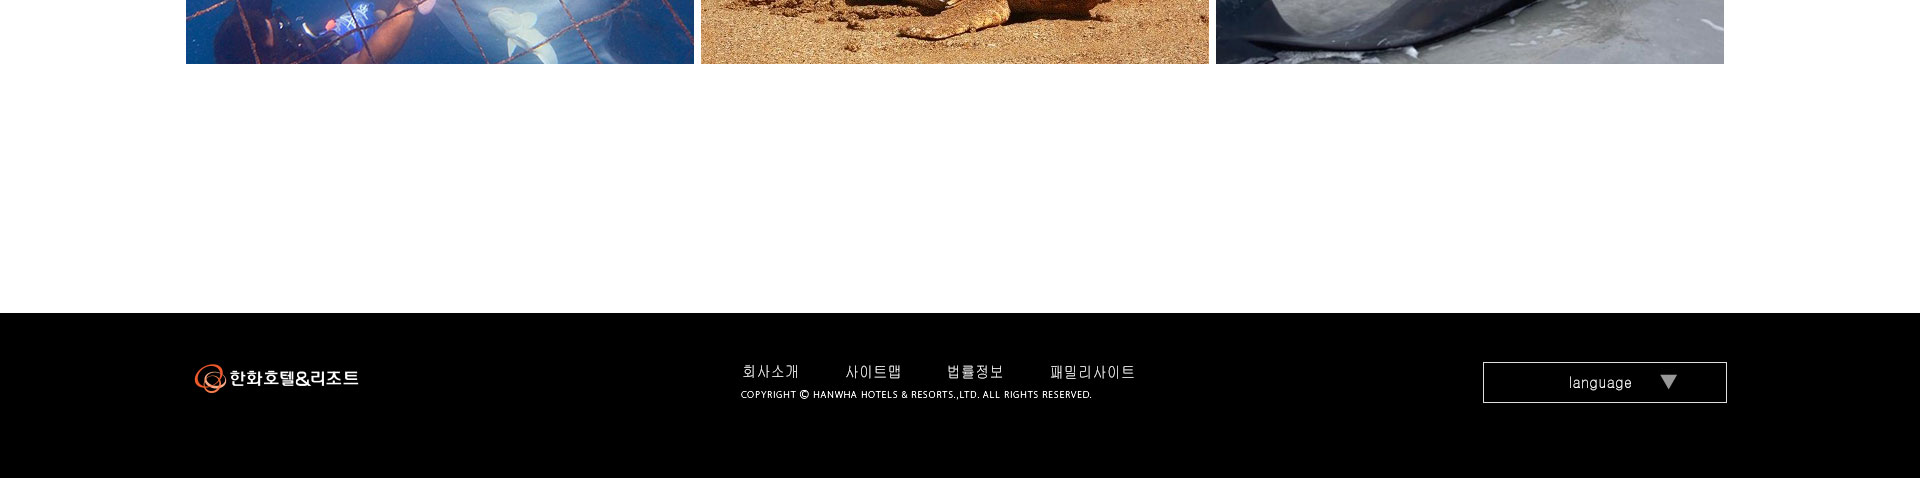 한화호텔&리조트
회사소개 사이트맵 법률정보 패밀리사이트
COPYRIGHT © HANWHA HOTELS & RESORTS.,LTD. ALL RIGHTS RESERVED.
language